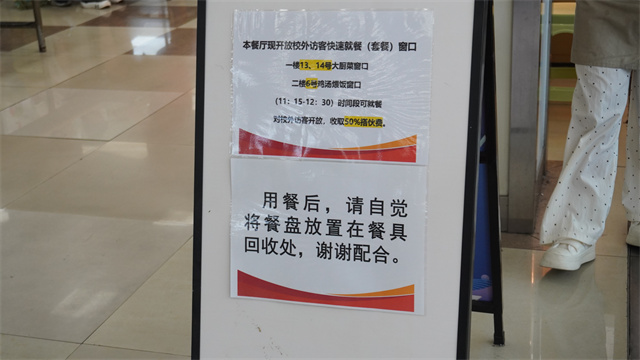 本餐厅现开放校外访客快速就餐（套餐）窗口
一楼13、14号大厨菜窗口
二楼6号鸡汤煨饭窗口
（11：15-12：30）时间段可就餐
对校外访客开放，收取50%搭伙费。
用餐后，请自觉
将餐盘放置在餐具
回收处，谢谢配合。